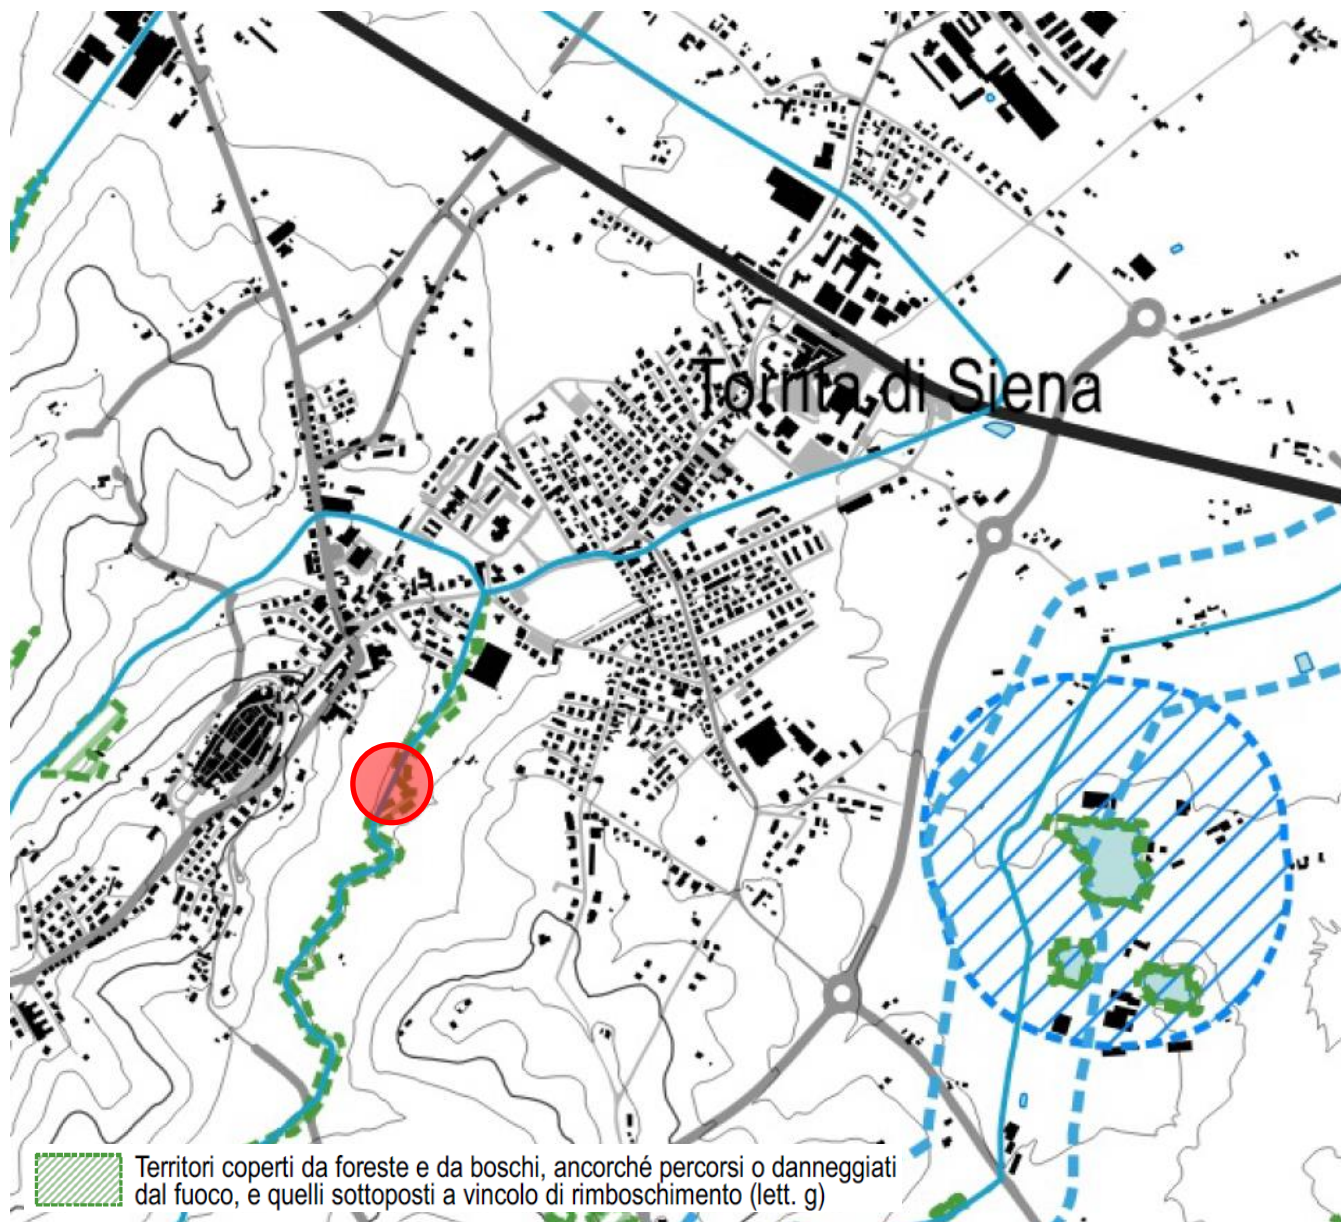 Torrita di Siena
Territori coperti da foreste e da boschi, ancorché percorsi o danneggiati
dal fuoco, e quelli sottoposti a vincolo di rimboschimento (lett. g)